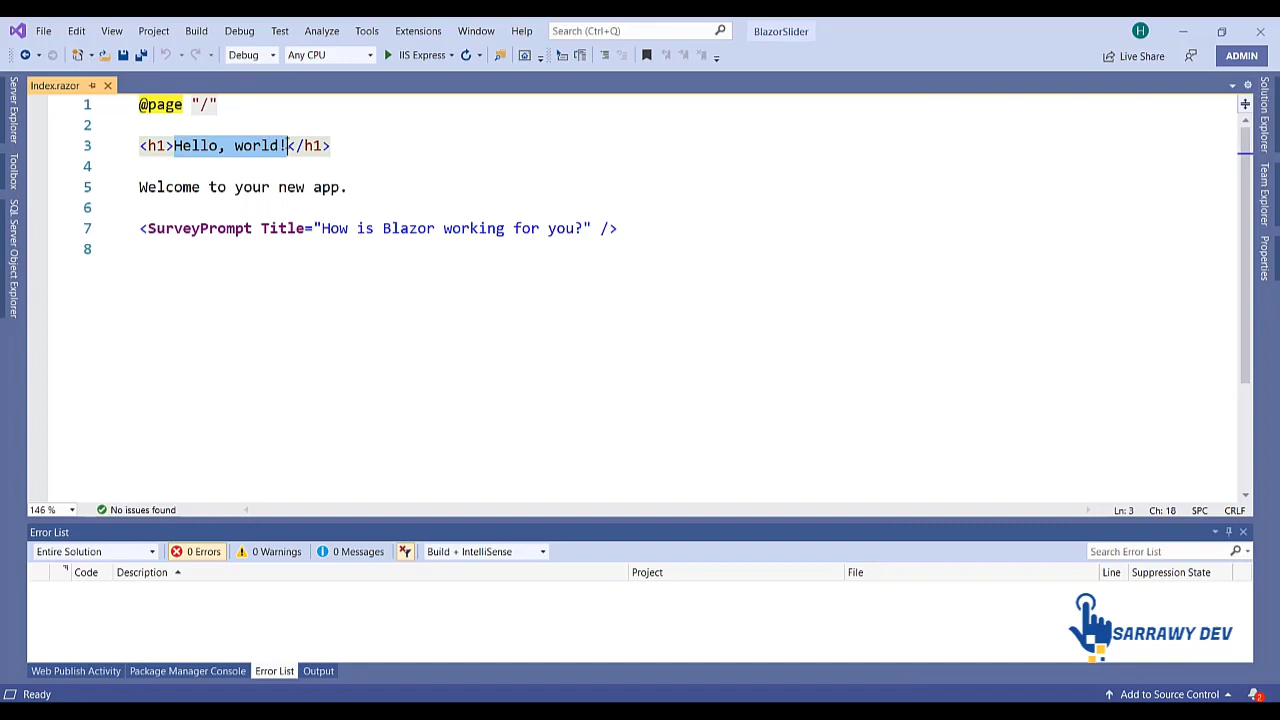 File Edit View Project Build Debug Test Analyze Tools Extensions Window Help Search (Ctrl+Q) BlazorSlider H
Debug Any CPU IIS Express Live Share ADMIN
Index.razor
Server Explorer
Toolbox
SQL Server Object Explorer
1 @page "/"
2
3 <h1>Hello, world!</h1>
4
5 Welcome to your new app.
6
7 <SurveyPrompt Title="How is Blazor working for you?" />
8
Solution Explorer
Team Explorer
Properties
146 % No issues found Ln: 3 Ch: 18 SPC CRLF
Error List
Entire Solution 0 Errors 0 Warnings 0 Messages Build + IntelliSense Search Error List
Code Description Project File Line Suppression State
SARRAWY DEV
Web Publish Activity Package Manager Console Error List Output
Ready Add to Source Control 2